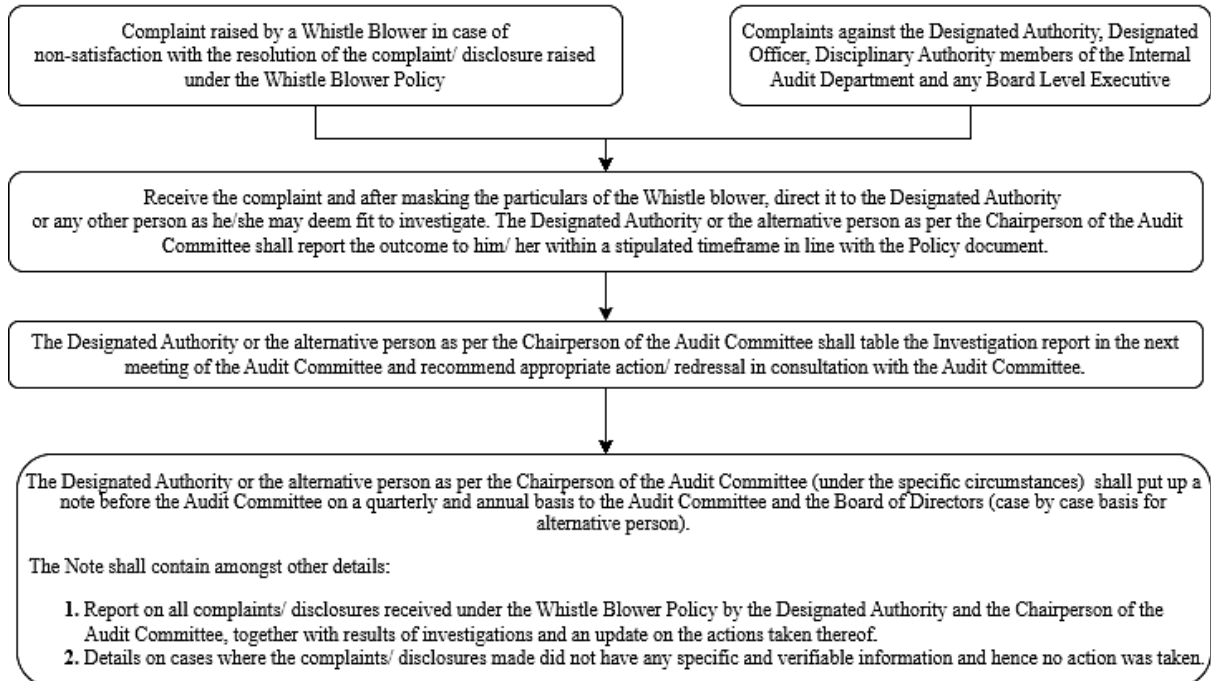 Complaint raised by a Whistle Blower in case of
non-satisfaction with the resolution of the complaint/ disclosure raised
under the Whistle Blower Policy
Complaints against the Designated Authority, Designated
Officer, Disciplinary Authority members of the Internal
Audit Department and any Board Level Executive
Receive the complaint and after masking the particulars of the Whistle blower, direct it to the Designated Authority
or any other person as he/she may deem fit to investigate. The Designated Authority or the alternative person as per the Chairperson of the Audit
Committee shall report the outcome to him/ her within a stipulated timeframe in line with the Policy document.
The Designated Authority or the alternative person as per the Chairperson of the Audit Committee shall table the Investigation report in the next
meeting of the Audit Committee and recommend appropriate action/ redressal in consultation with the Audit Committee.
The Designated Authority or the alternative person as per the Chairperson of the Audit Committee (under the specific circumstances) shall put up a
note before the Audit Committee on a quarterly and annual basis to the Audit Committee and the Board of Directors (case by case basis for
alternative person).
The Note shall contain amongst other details:
1. Report on all complaints/ disclosures received under the Whistle Blower Policy by the Designated Authority and the Chairperson of the
Audit Committee, together with results of investigations and an update on the actions taken thereof.
2. Details on cases where the complaints/ disclosures made did not have any specific and verifiable information and hence no action was taken.